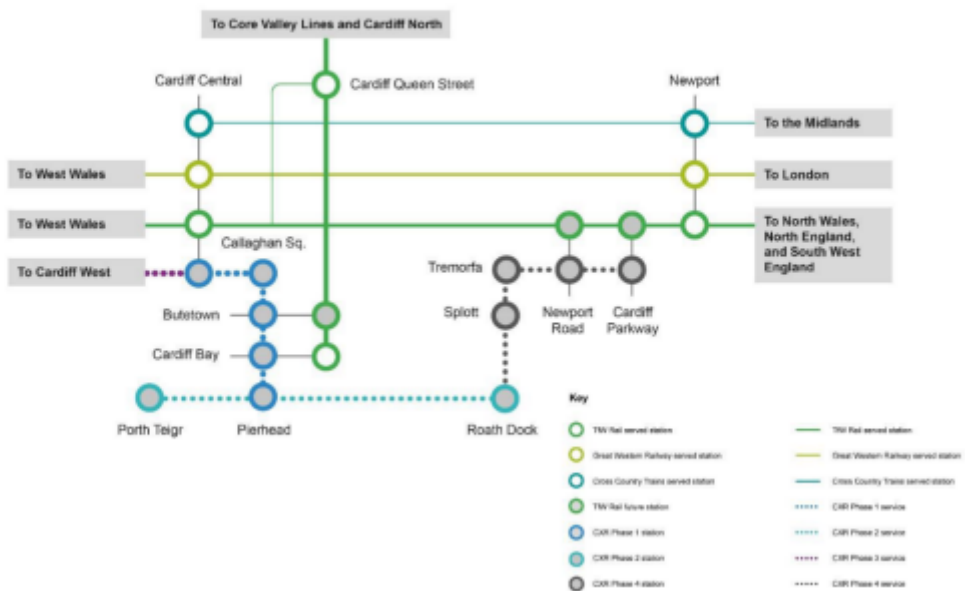 To Core Valley Lines and Cardiff North
Cardiff Central
Cardiff Queen Street
Newport
To the Midlands
To West Wales
To London
To West Wales
To North Wales,
North England,
and South West
England
Callaghan Sq.
To Cardiff West
Tremorfa
Butetown
Splott
Newport
Road
Cardiff
Parkway
Cardiff Bay
Porth Teigr
Pierhead
Roath Dock
Key
TfW Rail served station
TfW Rail served station
Great Western Railway served station
Great Western Railway served station
Cross Country Trains served station
Cross Country Trains served station
TfW Rail future station
CXR Phase 1 service
CXR Phase 1 station
CXR Phase 2 service
CXR Phase 2 station
CXR Phase 3 service
CXR Phase 4 station
CXR Phase 4 service